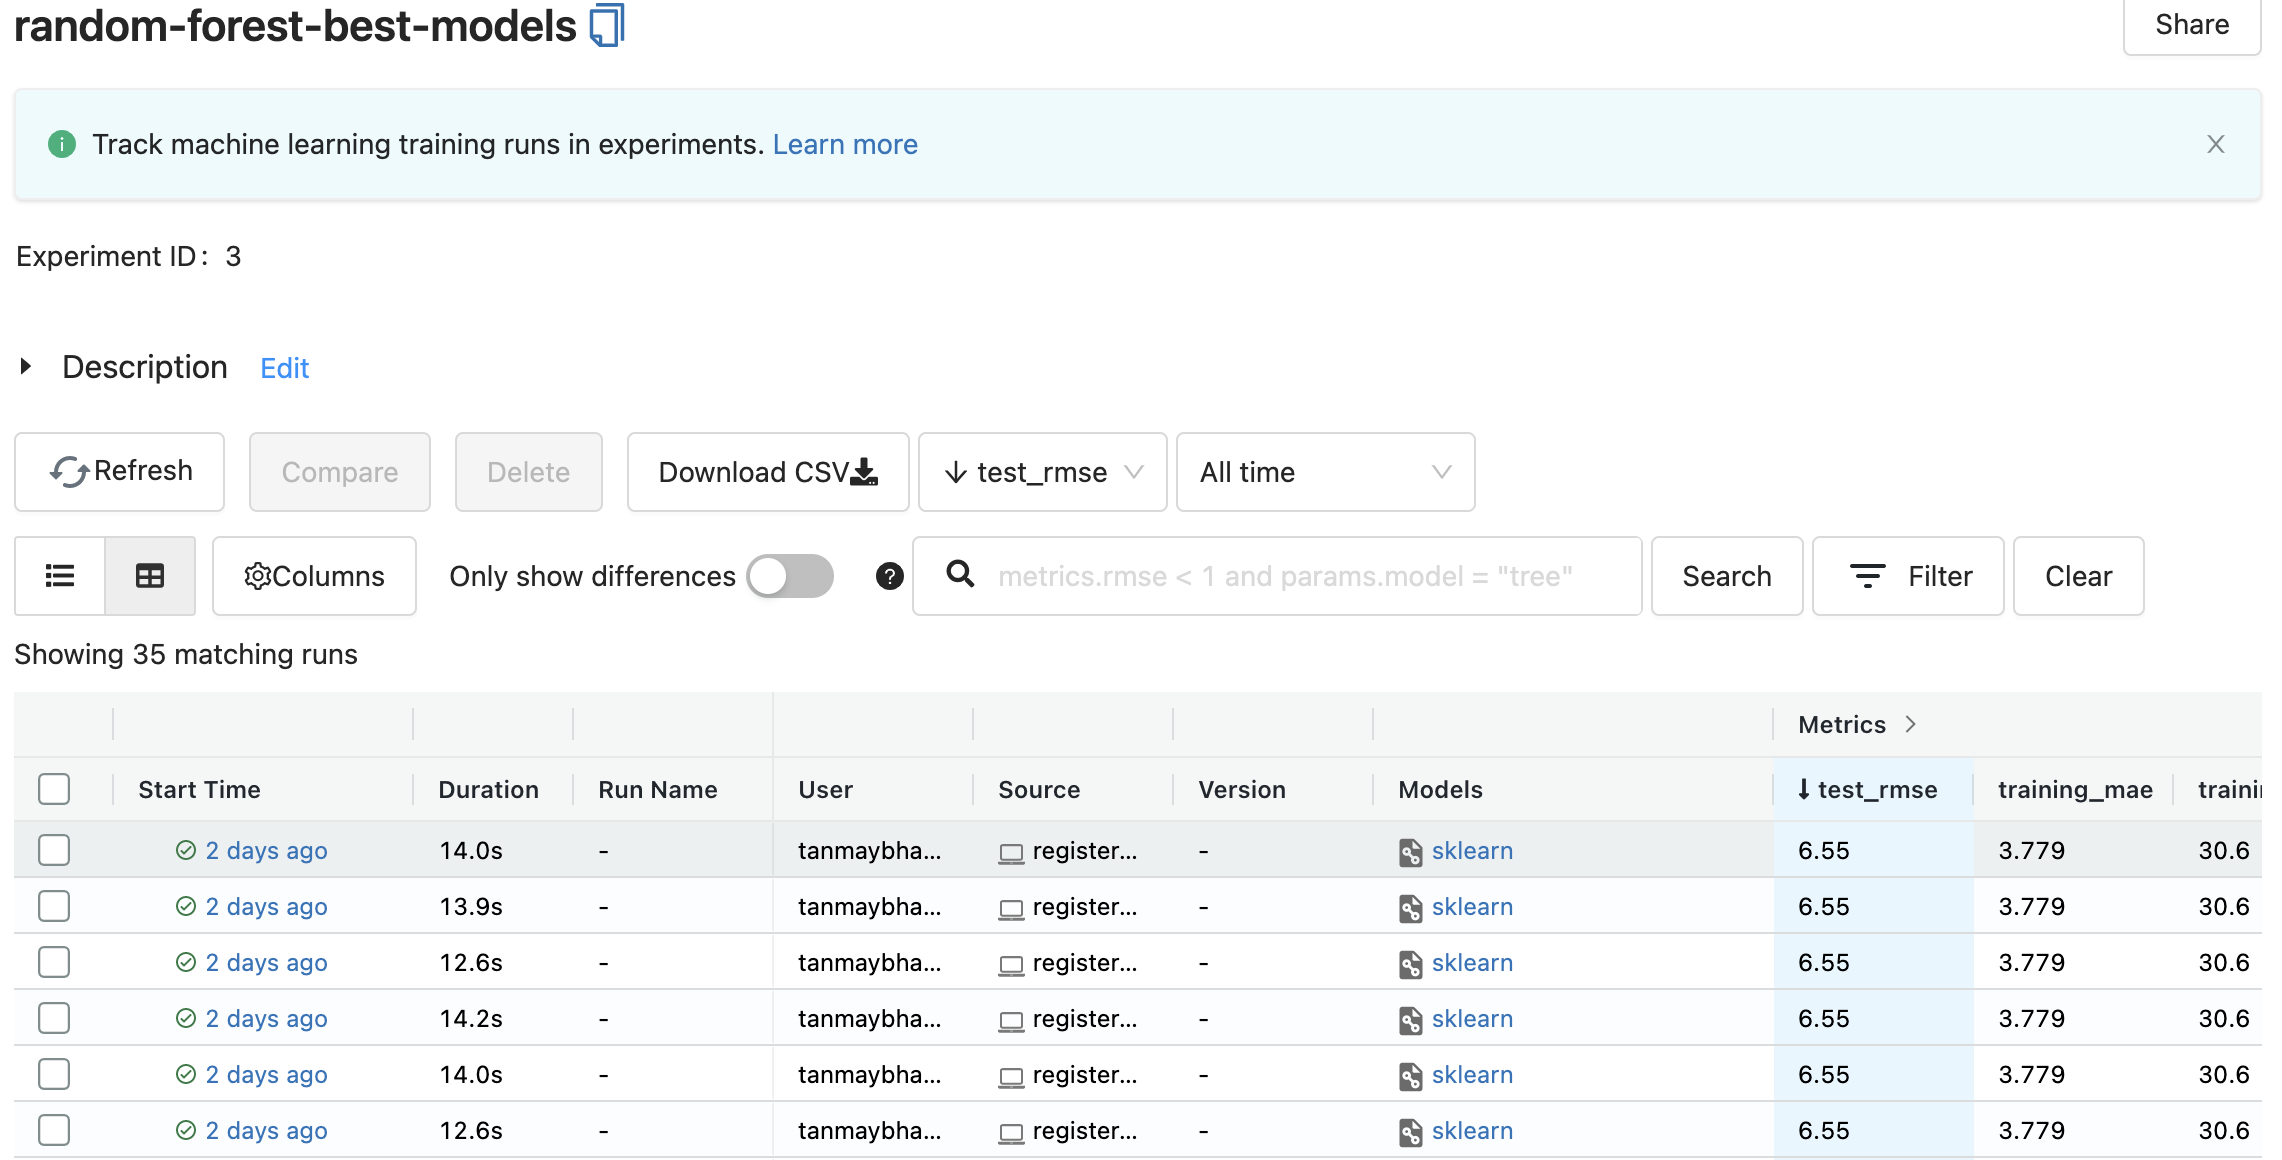 random-forest-best-models
Share
Track machine learning training runs in experiments. Learn more
Experiment ID: 3
Description Edit
Refresh Compare Delete Download CSV test_rmse All time
Columns Only show differences metrics.rmse < 1 and params.model = "tree" Search Filter Clear
Showing 35 matching runs
Metrics
Start Time Duration Run Name User Source Version Models test_rmse training_mae
2 days ago 14.0s - tanmaybha... register... - sklearn 6.55 3.779 30.6
2 days ago 13.9s - tanmaybha... register... - sklearn 6.55 3.779 30.6
2 days ago 12.6s - tanmaybha... register... - sklearn 6.55 3.779 30.6
2 days ago 14.2s - tanmaybha... register... - sklearn 6.55 3.779 30.6
2 days ago 14.0s - tanmaybha... register... - sklearn 6.55 3.779 30.6
2 days ago 12.6s - tanmaybha... register... - sklearn 6.55 3.779 30.6